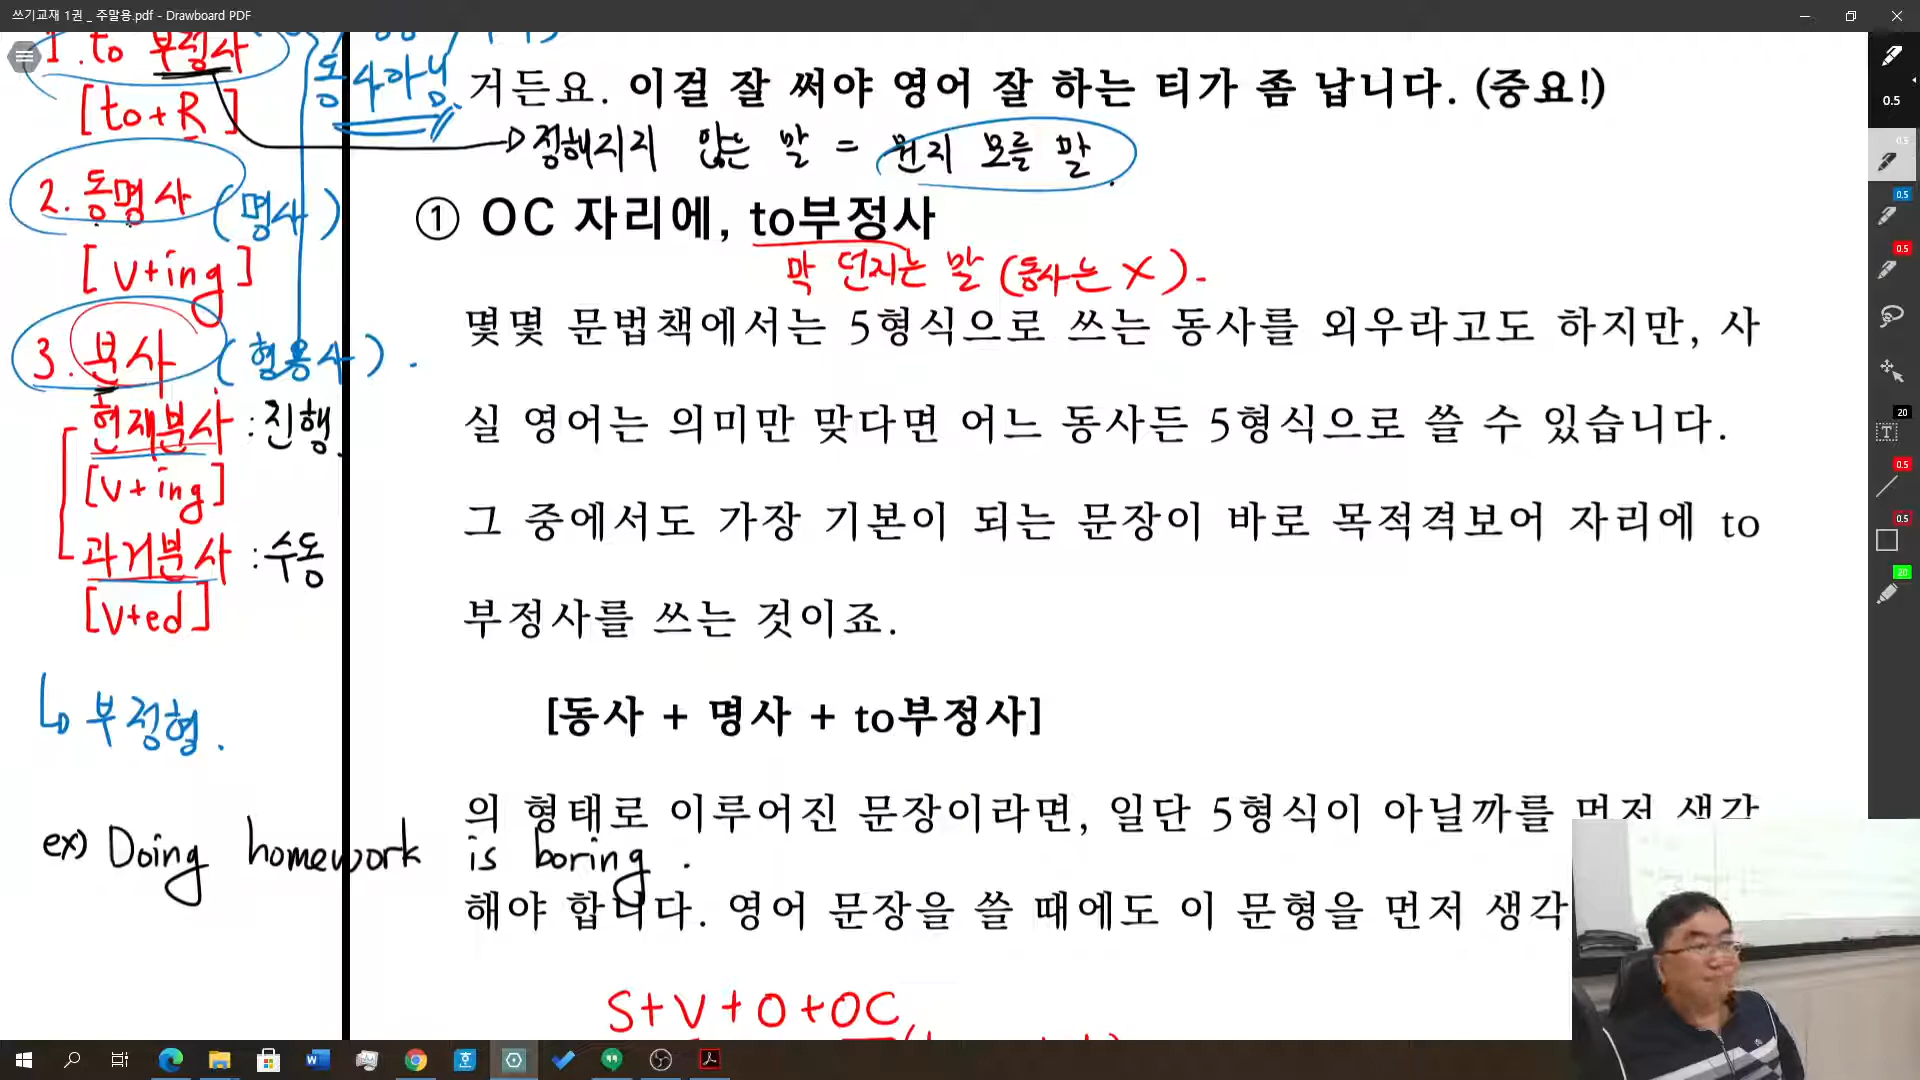 쓰기교재 1권 _ 주말용.pdf - Drawboard PDF
1. to 부정사
동사아님.
[to+R]
2. 동명사 (명사)
[v+ing]
3. 분사 (형용사).
현재분사 : 진행.
[v+ing]
과거분사 : 수동
[v+ed]
부정형.
ex) Doing homework is boring.
거든요. 이걸 잘 써야 영어 잘 하는 티가 좀 납니다. (중요!)
정해지지 않은 말 = 뭔지 모를 말.
① OC 자리에, to부정사
막 던지는 말 (동사는 X).
몇몇 문법책에서는 5형식으로 쓰는 동사를 외우라고도 하지만, 사
실 영어는 의미만 맞다면 어느 동사든 5형식으로 쓸 수 있습니다.
그 중에서도 가장 기본이 되는 문장이 바로 목적격보어 자리에 to
부정사를 쓰는 것이죠.
[동사 + 명사 + to부정사]
의 형태로 이루어진 문장이라면, 일단 5형식이 아닐까를 먼저 생각
해야 합니다. 영어 문장을 쓸 때에도 이 문형을 먼저 생각
S+V+O+OC
0.5
0.5
0.5
0.5
20
0.5
0.5
20